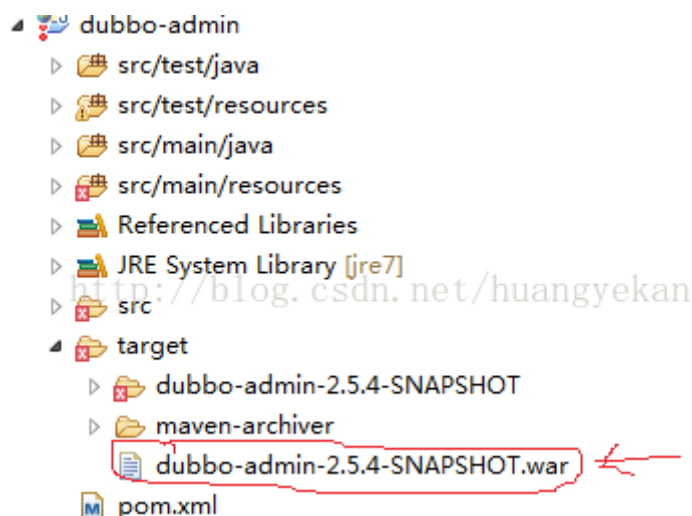 dubbo-admin
src/test/java
src/test/resources
src/main/java
src/main/resources
Referenced Libraries
JRE System Library [jre7]
http://blog.csdn.net/huangyekan
src
target
dubbo-admin-2.5.4-SNAPSHOT
maven-archiver
dubbo-admin-2.5.4-SNAPSHOT.war
pom.xml